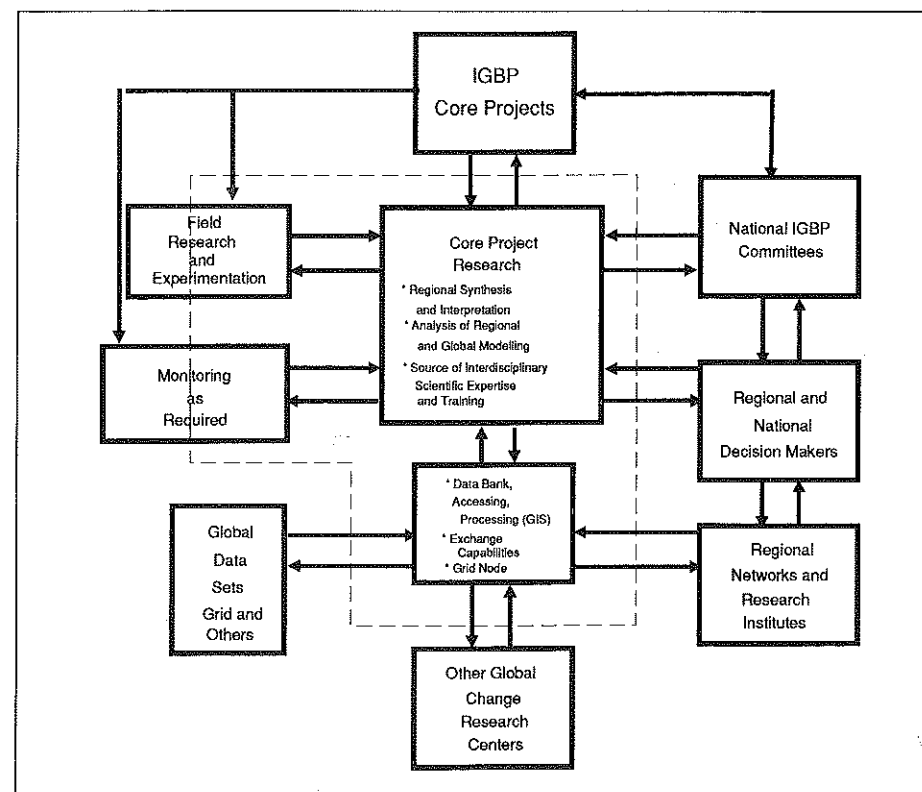 IGBP
Core Projects
Field
Research
and
Experimentation
Core Project
Research
* Regional Synthesis
and Interpretation
* Analysis of Regional
and Global Modelling
* Source of Interdisciplinary
Scientific Expertise
and Training
National IGBP
Committees
Monitoring
as
Required
Regional and
National
Decision Makers
* Data Bank,
Accessing,
Processing (GIS)
* Exchange
Capabilities
* Grid Node
Global
Data
Sets
Grid and
Others
Regional
Networks and
Research
Institutes
Other Global
Change
Research
Centers